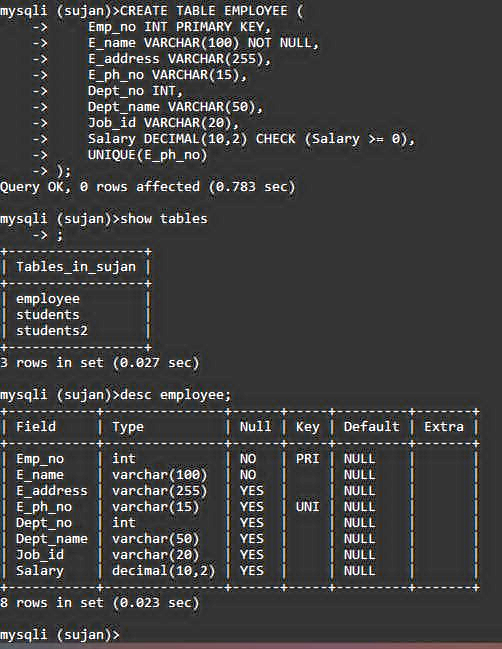 mysqli (sujan)>CREATE TABLE EMPLOYEE (
    ->     Emp_no INT PRIMARY KEY,
    ->     E_name VARCHAR(100) NOT NULL,
    ->     E_address VARCHAR(255),
    ->     E_ph_no VARCHAR(15),
    ->     Dept_no INT,
    ->     Dept_name VARCHAR(50),
    ->     Job_id VARCHAR(20),
    ->     Salary DECIMAL(10,2) CHECK (Salary >= 0),
    ->     UNIQUE(E_ph_no)
    -> );
Query OK, 0 rows affected (0.783 sec)
mysqli (sujan)>show tables
    -> ;
+-----------------+
| Tables_in_sujan |
+-----------------+
| employee        |
| students        |
| students2       |
+-----------------+
3 rows in set (0.027 sec)
mysqli (sujan)>desc employee;
+-----------+---------------+------+-----+---------+-------+
| Field     | Type          | Null | Key | Default | Extra |
+-----------+---------------+------+-----+---------+-------+
| Emp_no    | int           | NO   | PRI | NULL    |       |
| E_name    | varchar(100)  | NO   |     | NULL    |       |
| E_address | varchar(255)  | YES  |     | NULL    |       |
| E_ph_no   | varchar(15)   | YES  | UNI | NULL    |       |
| Dept_no   | int           | YES  |     | NULL    |       |
| Dept_name | varchar(50)   | YES  |     | NULL    |       |
| Job_id    | varchar(20)   | YES  |     | NULL    |       |
| Salary    | decimal(10,2) | YES  |     | NULL    |       |
+-----------+---------------+------+-----+---------+-------+
8 rows in set (0.023 sec)
mysqli (sujan)>